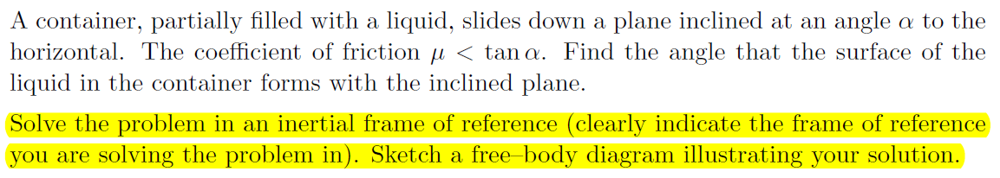 A container, partially filled with a liquid, slides down a plane inclined at an angle α to the
horizontal. The coefficient of friction μ < tan α. Find the angle that the surface of the
liquid in the container forms with the inclined plane.
Solve the problem in an inertial frame of reference (clearly indicate the frame of reference
you are solving the problem in). Sketch a free–body diagram illustrating your solution.